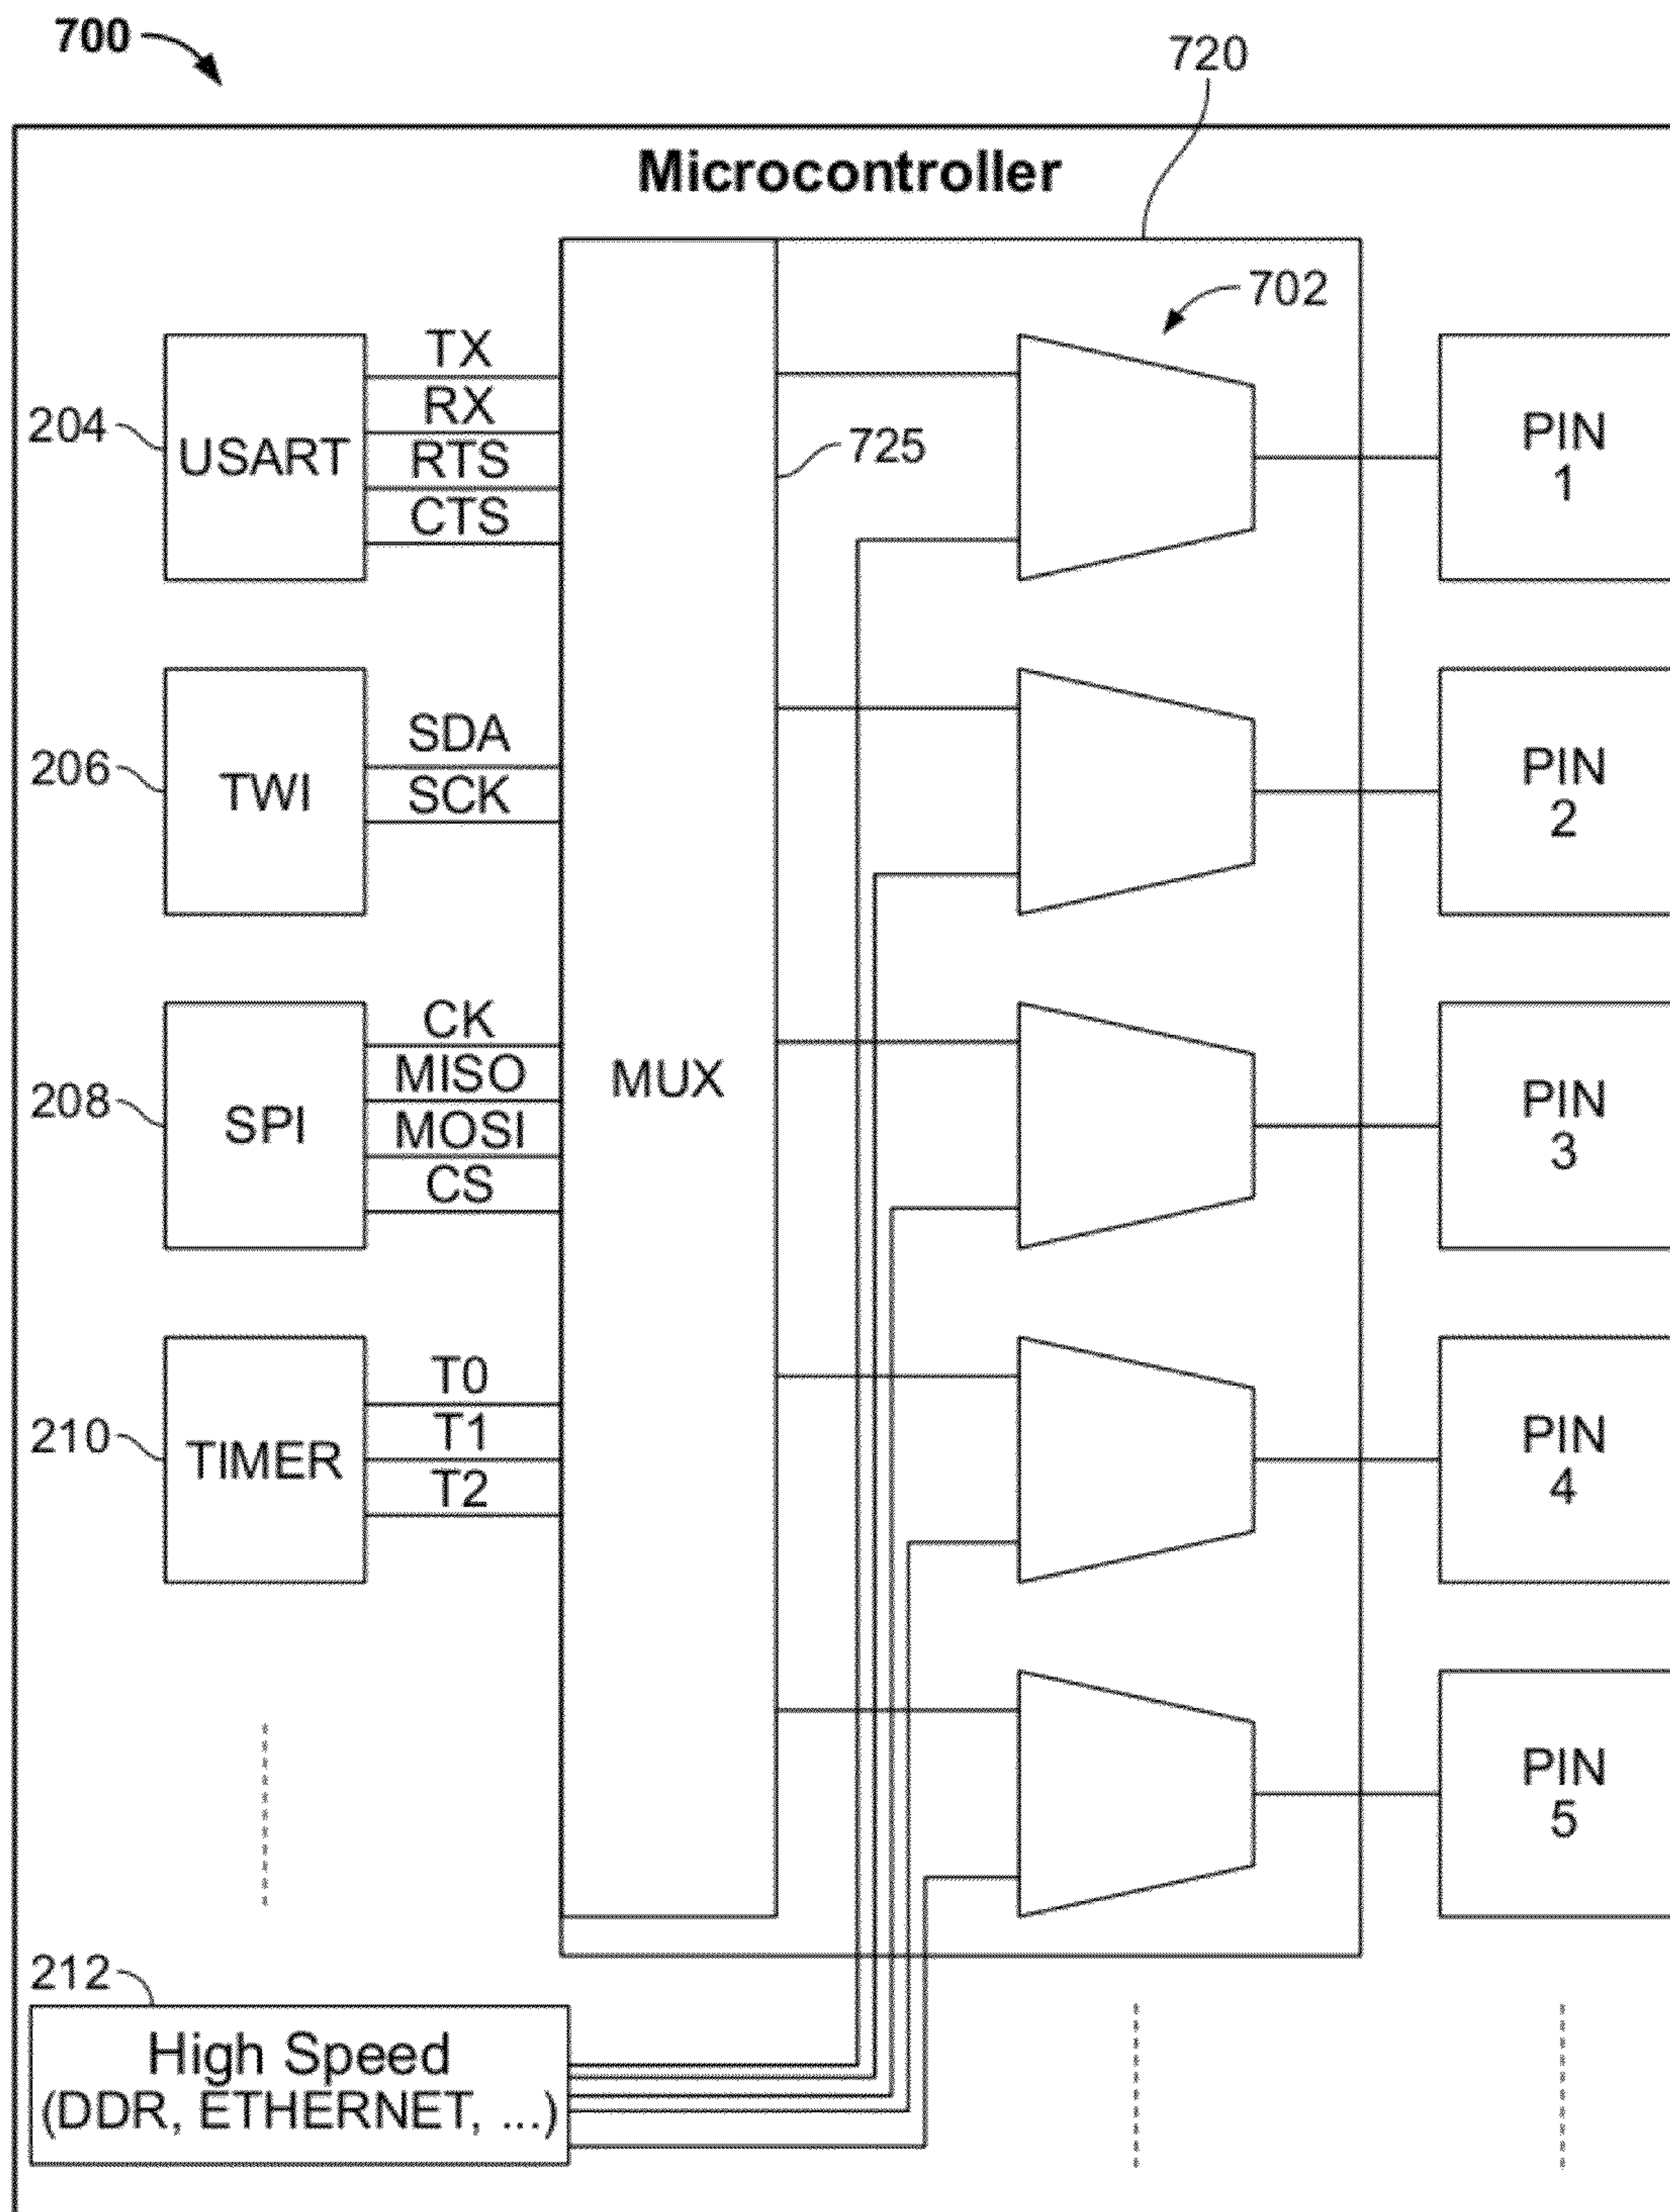 700
720
Microcontroller
702
TX
RX
RTS
CTS
204
USART
725
PIN
1
SDA
SCK
206
TWI
PIN
2
CK
MISO
MOSI
CS
208
SPI
MUX
PIN
3
T0
T1
T2
210
TIMER
PIN
4
PIN
5
212
High Speed
(DDR, ETHERNET, ...)